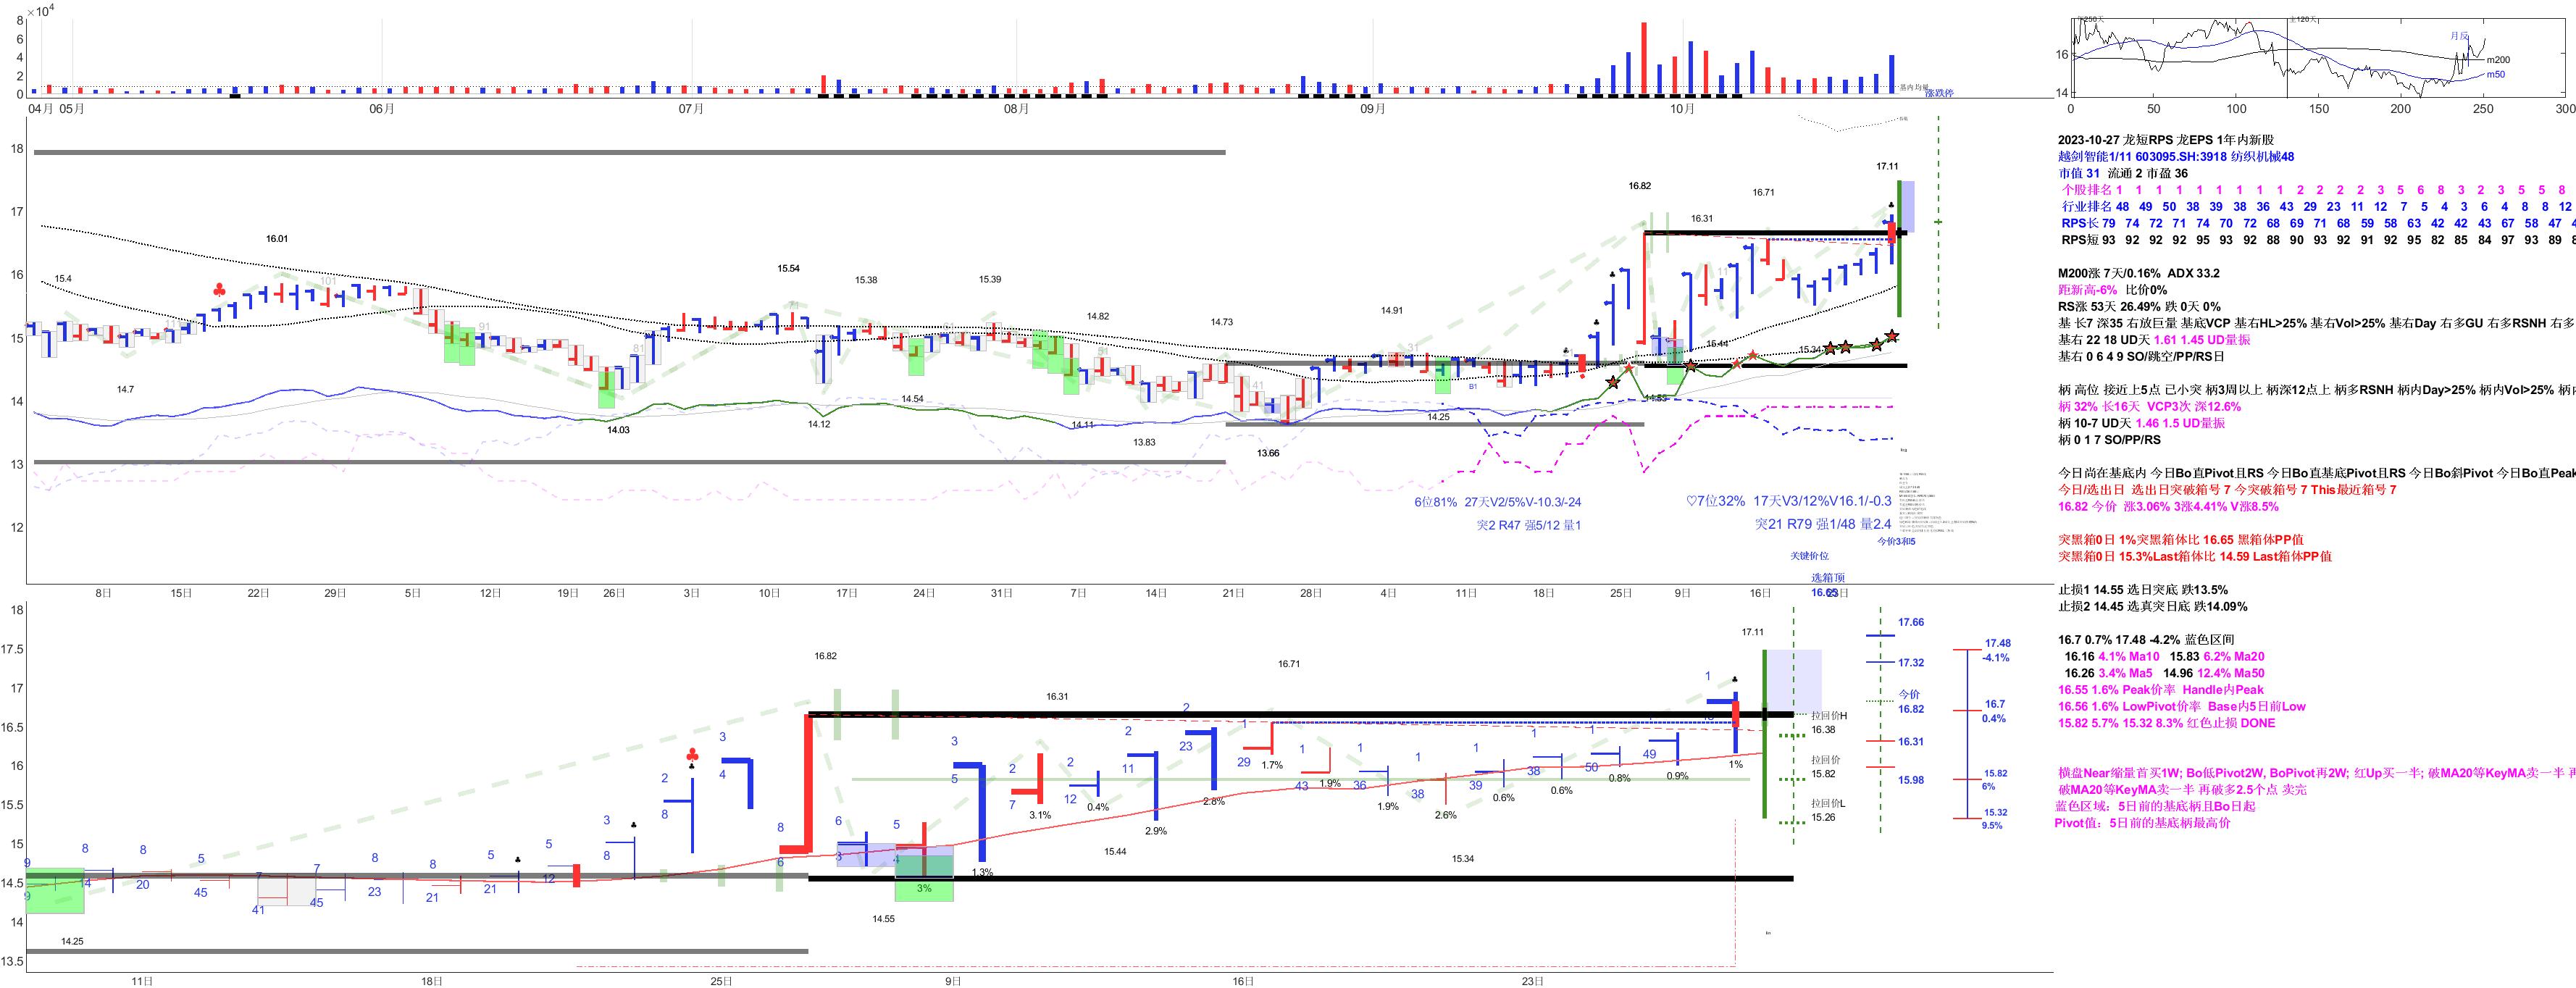 8 ×10⁴
6
4
2
0
04月 05月 06月 07月 08月 09月 10月
基内均量
涨跌停
18
17
16
15
14
13
12
15.4
14.7
16.01
101
91
14.03
81
15.54
71
14.12
15.38
14.54
15.39
14.11
14.82
51
13.83
14.73
41
13.66
14.91
31
14.25
B1
16.82
14.55
16.31
15.44
11
16.71
15.34
17.11
6位81% 27天V2/5%V-10.3/-24
突2 R47 强5/12 量1
♡7位32% 17天V3/12%V16.1/-0.3
突21 R79 强1/48 量2.4
今价3和5
关键价位
选箱顶
8日 15日 22日 29日 5日 12日 19日 26日 3日 10日 17日 24日 31日 7日 14日 21日 28日 4日 11日 18日 25日 9日 16日
18
17.5
17
16.5
16
15.5
15
14.5
14
13.5
14.25
16.82
14.55
16.31
15.44
16.71
15.34
17.11
3%
1.3%
3.1%
0.4%
2.9%
2.8%
1.7%
1.9%
1.9%
2.6%
0.6%
0.6%
0.8%
0.9%
1%
拉回价H
16.38
拉回价
15.82
拉回价L
15.26
17.66
17.32
今价
16.82
16.31
15.98
17.48
-4.1%
16.7
0.4%
15.82
6%
15.32
9.5%
11日 18日 25日 9日 16日 23日
主120天
月反
m200
m50
16
14
0 50 100 150 200 250 300
2023-10-27 龙短RPS 龙EPS 1年内新股
越剑智能1/11 603095.SH:3918 纺织机械48
市值 31 流通 2 市盈 36
个股排名 1 1 1 1 1 1 1 1 1 2 2 2 2 3 5 6 8 3 2 3 5 5 8
行业排名 48 49 50 38 39 38 36 43 29 23 11 12 7 5 4 3 6 4 8 8 12
RPS长 79 74 72 71 74 70 72 68 69 71 68 59 58 63 42 42 43 67 58 47 4
RPS短 93 92 92 92 95 93 92 88 90 93 92 91 92 95 82 85 84 97 93 89 8
M200涨 7天/0.16% ADX 33.2
距新高-6% 比价0%
RS涨 53天 26.49% 跌 0天 0%
基 长7 深35 右放巨量 基底VCP 基右HL>25% 基右Vol>25% 基右Day 右多GU 右多RSNH 右多
基右 22 18 UD天 1.61 1.45 UD量振
基右 0 6 4 9 SO/跳空/PP/RS日
柄 高位 接近上5点 已小突 柄3周以上 柄深12点上 柄多RSNH 柄内Day>25% 柄内Vol>25% 柄内
柄 32% 长16天 VCP3次 深12.6%
柄 10-7 UD天 1.46 1.5 UD量振
柄 0 1 7 SO/PP/RS
今日尚在基底内 今日Bo直Pivot且RS 今日Bo直基底Pivot且RS 今日Bo斜Pivot 今日Bo直Peak
今日/选出日 选出日突破箱号 7 今突破箱号 7 This最近箱号 7
16.82 今价 涨3.06% 3涨4.41% V涨8.5%
突黑箱0日 1%突黑箱体比 16.65 黑箱体PP值
突黑箱0日 15.3%Last箱体比 14.59 Last箱体PP值
止损1 14.55 选日突底 跌13.5%
止损2 14.45 选真突日底 跌14.09%
16.7 0.7% 17.48 -4.2% 蓝色区间
16.16 4.1% Ma10 15.83 6.2% Ma20
16.26 3.4% Ma5 14.96 12.4% Ma50
16.55 1.6% Peak价率 Handle内Peak
16.56 1.6% LowPivot价率 Base内5日前Low
15.82 5.7% 15.32 8.3% 红色止损 DONE
横盘Near缩量首买1W; Bo低Pivot2W, BoPivot再2W; 红Up买一半; 破MA20等KeyMA卖一半 再
破MA20等KeyMA卖一半 再破多2.5个点 卖完
蓝色区域：5日前的基底柄且Bo日起
Pivot值：5日前的基底柄最高价